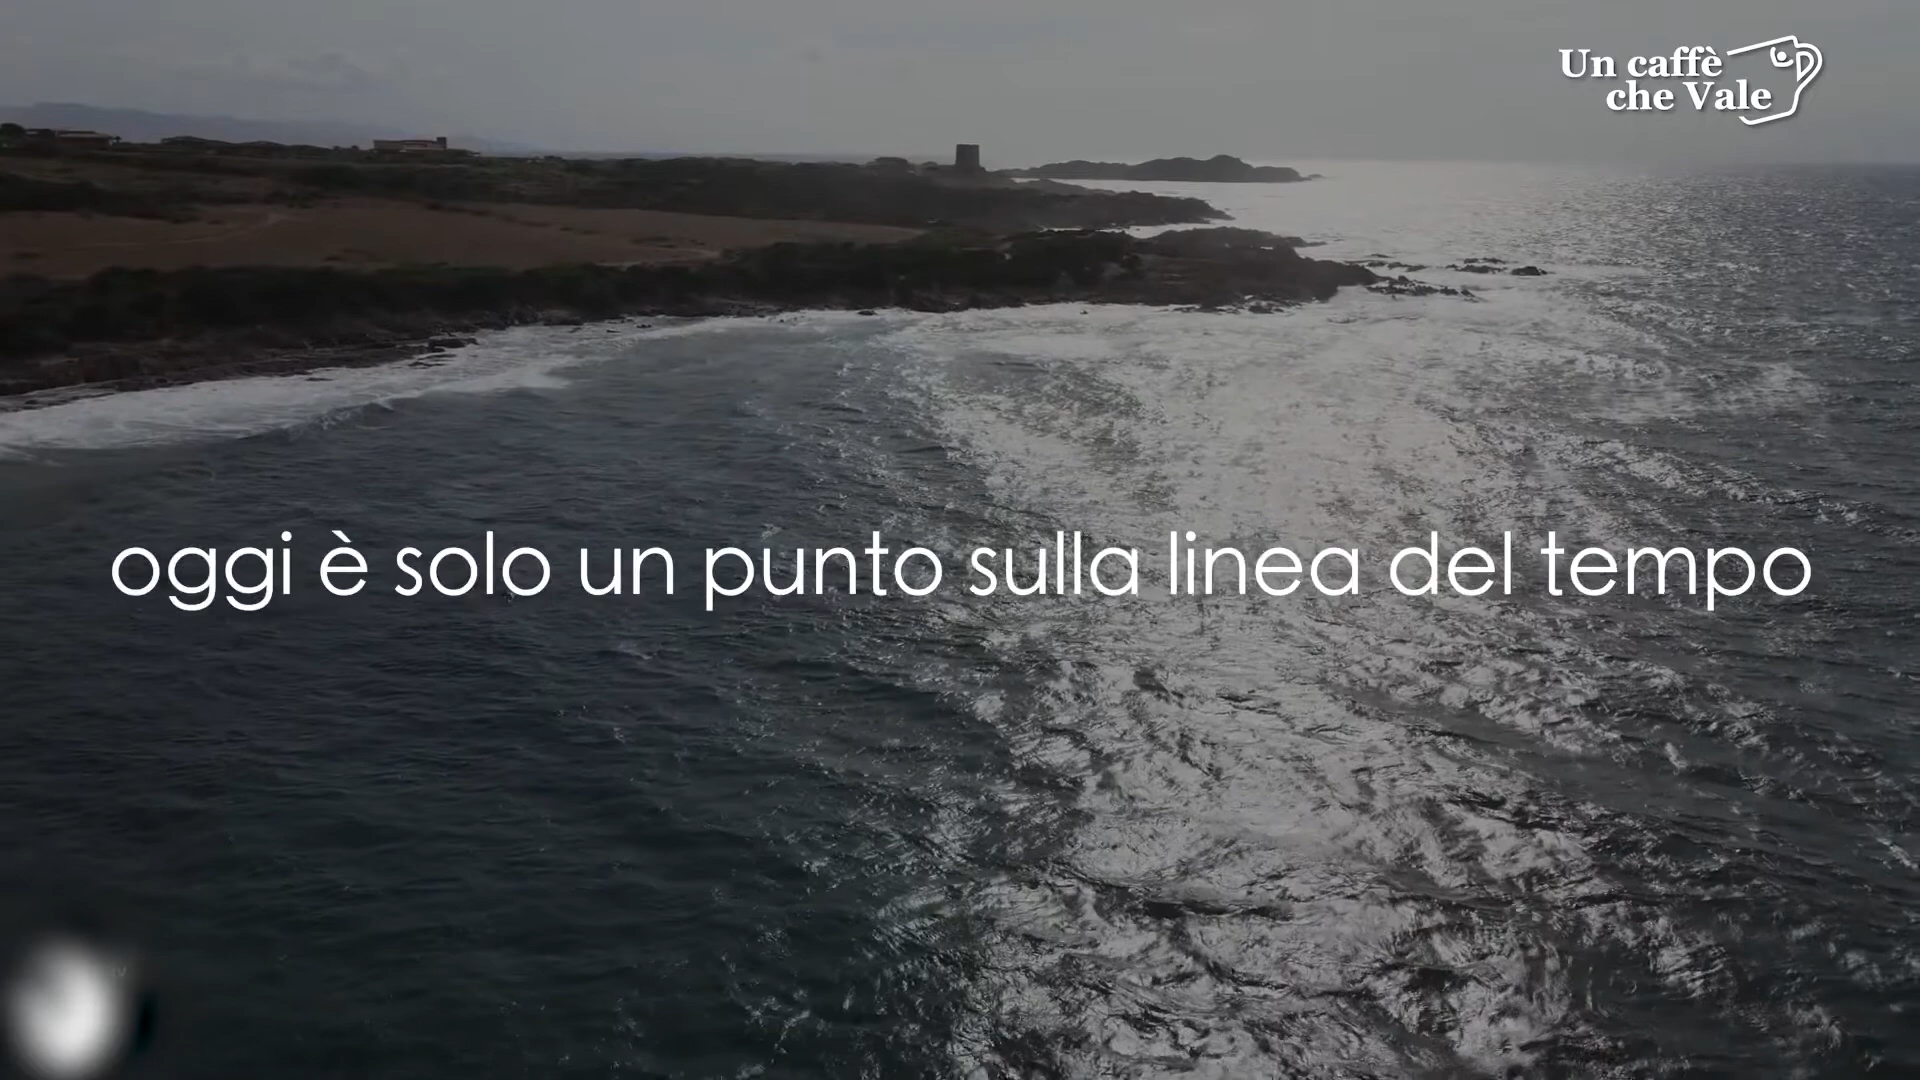 Un caffè
che Vale
oggi è solo un punto sulla linea del tempo